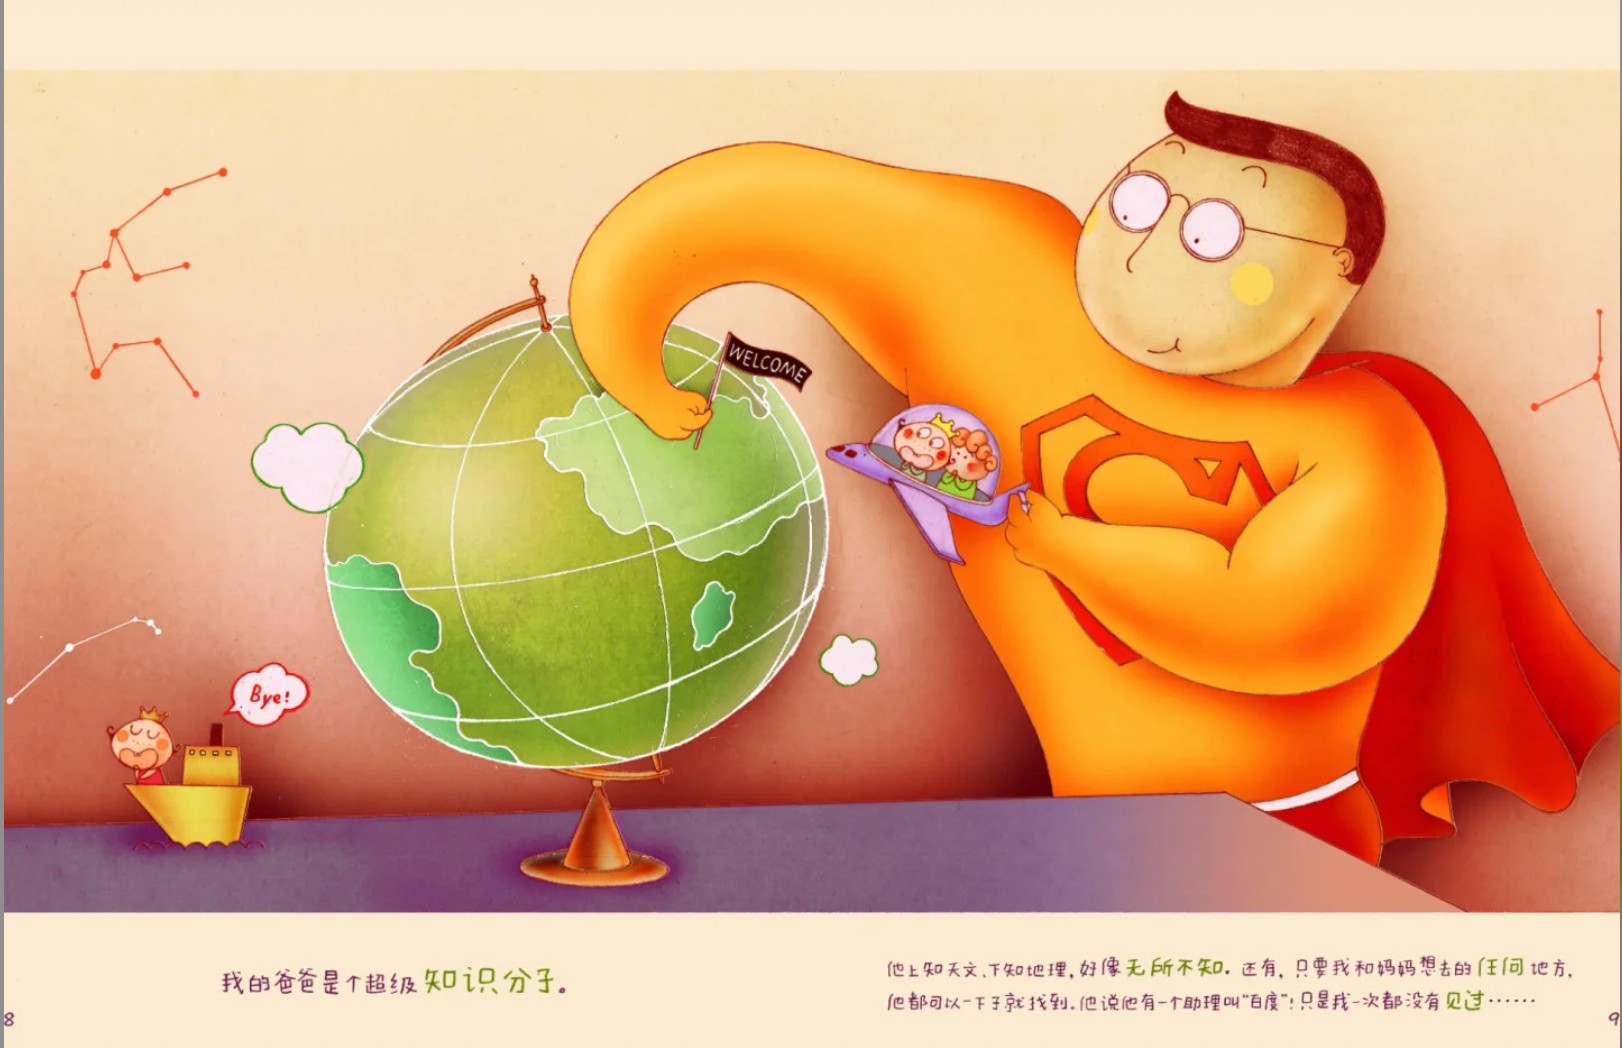 WELCOME
Bye!
我的爸爸是个超级知识分子。
他上知天文、下知地理,好像无所不知。还有,只要我和妈妈想去的任何地方,
他都可以一下子就找到。他说他有一个助理叫“百度”!只是我一次都没有见过……
8
9